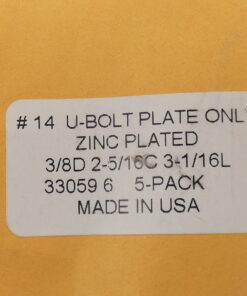 # 14 U-BOLT PLATE ONLY
ZINC PLATED
3/8D 2-5/16C 3-1/16L
33059 6 5-PACK
MADE IN USA